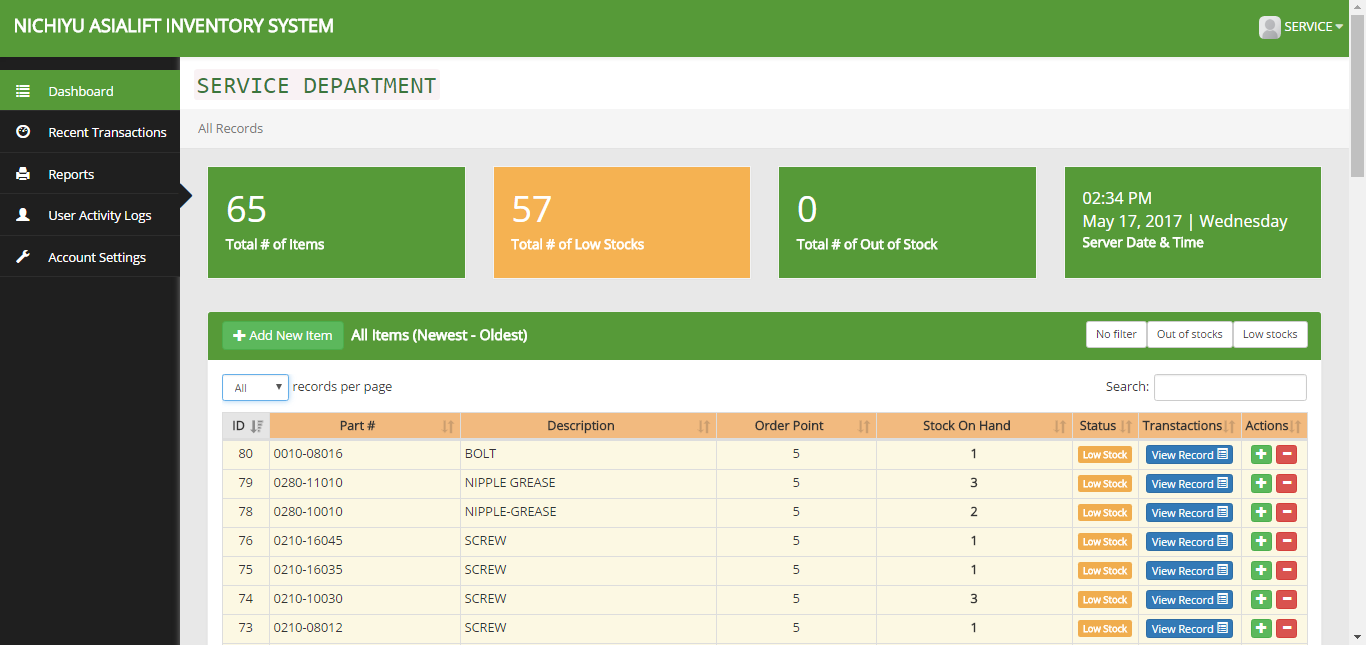 NICHIYU ASIALIFT INVENTORY SYSTEM
SERVICE
Dashboard
Recent Transactions
Reports
User Activity Logs
Account Settings
SERVICE DEPARTMENT
All Records
65
Total # of Items
57
Total # of Low Stocks
0
Total # of Out of Stock
02:34 PM
May 17, 2017 | Wednesday
Server Date & Time
Add New Item All Items (Newest - Oldest) No filter Out of stocks Low stocks
All records per page Search:
ID Part # Description Order Point Stock On Hand Status Transtactions Actions
80 0010-08016 BOLT 5 1 Low Stock View Record
79 0280-11010 NIPPLE GREASE 5 3 Low Stock View Record
78 0280-10010 NIPPLE-GREASE 5 2 Low Stock View Record
76 0210-16045 SCREW 5 1 Low Stock View Record
75 0210-16035 SCREW 5 1 Low Stock View Record
74 0210-10030 SCREW 5 3 Low Stock View Record
73 0210-08012 SCREW 5 1 Low Stock View Record